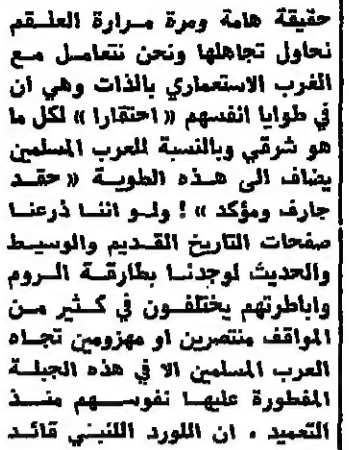 حقيقة هامة ومرة مرارة العلقم
نحاول تجاهلها ونحن نتعامل مع
الغرب الاستعماري بالذات وهي ان
في طوايا انفسهم « احتقارا » لكل ما
هو شرقي وبالنسبة للعرب المسلمين
يضاف الى هذه الطوية « حقد
جارف ومؤكد » ! ولو اننا ذرعنا
صفحات التاريخ القديم والوسيط
والحديث لوجدنا بطارقة الروم
واباطرتهم يختلفون في كثير من
المواقف منتصرين او مهزومين تجاه
العرب المسلمين الا في هذه الجبلة
المفطورة عليها نفوسهم منذ
التعميد . ان اللورد اللنبي قائد